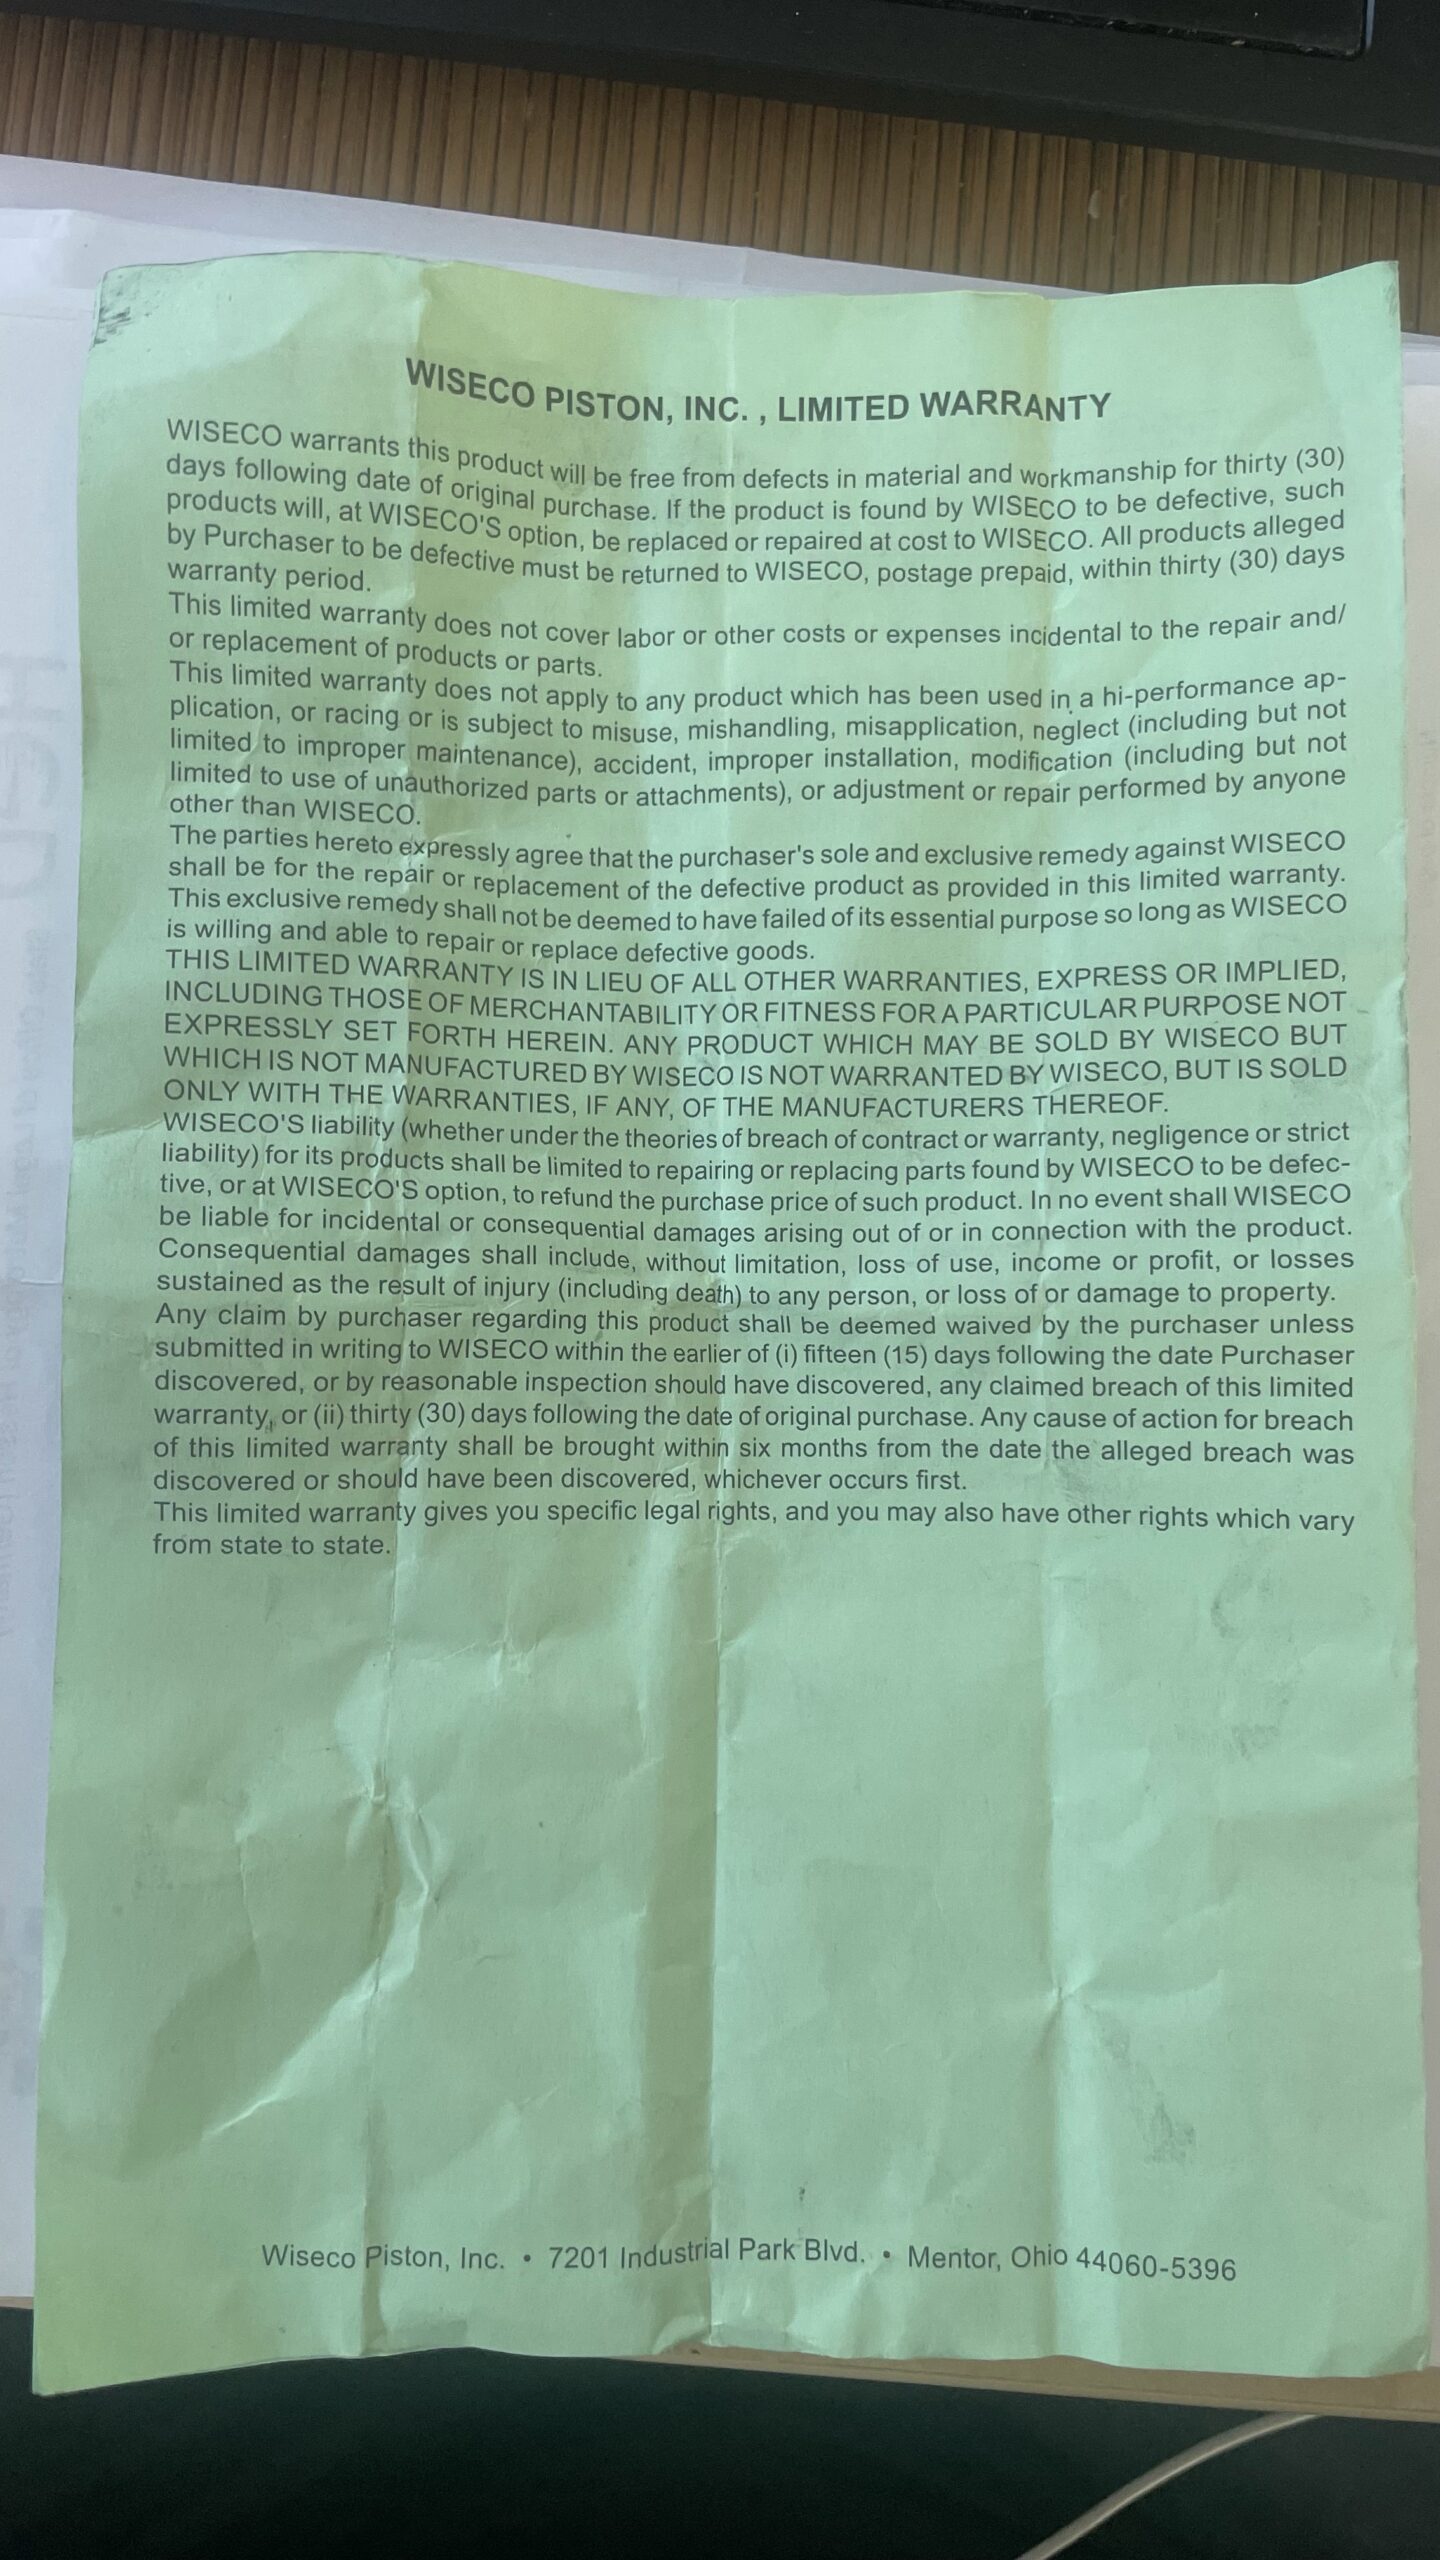 WISECO PISTON, INC. , LIMITED WARRANTY
WISECO warrants this product will be free from defects in material and workmanship for thirty (30)
days following date of original purchase. If the product is found by WISECO to be defective, such
products will, at WISECO'S option, be replaced or repaired at cost to WISECO. All products alleged
by Purchaser to be defective must be returned to WISECO, postage prepaid, within thirty (30) days
warranty period.
This limited warranty does not cover labor or other costs or expenses incidental to the repair and/
or replacement of products or parts.
This limited warranty does not apply to any product which has been used in a hi-performance ap-
plication, or racing or is subject to misuse, mishandling, misapplication, neglect (including but not
limited to improper maintenance), accident, improper installation, modification (including but not
limited to use of unauthorized parts or attachments), or adjustment or repair performed by anyone
other than WISECO.
The parties hereto expressly agree that the purchaser's sole and exclusive remedy against WISECO
shall be for the repair or replacement of the defective product as provided in this limited warranty.
This exclusive remedy shall not be deemed to have failed of its essential purpose so long as WISECO
is willing and able to repair or replace defective goods.
THIS LIMITED WARRANTY IS IN LIEU OF ALL OTHER WARRANTIES, EXPRESS OR IMPLIED,
INCLUDING THOSE OF MERCHANTABILITY OR FITNESS FOR A PARTICULAR PURPOSE NOT
EXPRESSLY SET FORTH HEREIN. ANY PRODUCT WHICH MAY BE SOLD BY WISECO BUT
WHICH IS NOT MANUFACTURED BY WISECO IS NOT WARRANTED BY WISECO, BUT IS SOLD
ONLY WITH THE WARRANTIES, IF ANY, OF THE MANUFACTURERS THEREOF.
WISECO'S liability (whether under the theories of breach of contract or warranty, negligence or strict
liability) for its products shall be limited to repairing or replacing parts found by WISECO to be defec-
tive, or at WISECO'S option, to refund the purchase price of such product. In no event shall WISECO
be liable for incidental or consequential damages arising out of or in connection with the product.
Consequential damages shall include, without limitation, loss of use, income or profit, or losses
sustained as the result of injury (including death) to any person, or loss of or damage to property.
Any claim by purchaser regarding this product shall be deemed waived by the purchaser unless
submitted in writing to WISECO within the earlier of (i) fifteen (15) days following the date Purchaser
discovered, or by reasonable inspection should have discovered, any claimed breach of this limited
warranty, or (ii) thirty (30) days following the date of original purchase. Any cause of action for breach
of this limited warranty shall be brought within six months from the date the alleged breach was
discovered or should have been discovered, whichever occurs first.
This limited warranty gives you specific legal rights, and you may also have other rights which vary
from state to state.
Wiseco Piston, Inc. • 7201 Industrial Park Blvd. • Mentor, Ohio 44060-5396